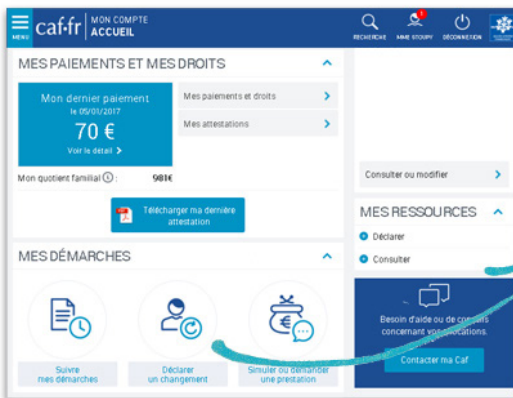 MENU
caf.fr
MON COMPTE
ACCUEIL
RECHERCHE
1
MME STOUPY
DÉCONNEXION
MES PAIEMENTS ET MES DROITS
Mon dernier paiement
le 05/01/2017
70 €
Voir le détail >
Mes paiements et droits
Mes attestations
Mon quotient familial ⓘ : 981€
Télécharger ma dernière
attestation
Consulter ou modifier
MES RESSOURCES
Déclarer
Consulter
MES DÉMARCHES
Suivre
mes démarches
Déclarer
un changement
Simuler ou demander
une prestation
Besoin d'aide ou de conseils
concernant vos allocations.
Contacter ma Caf